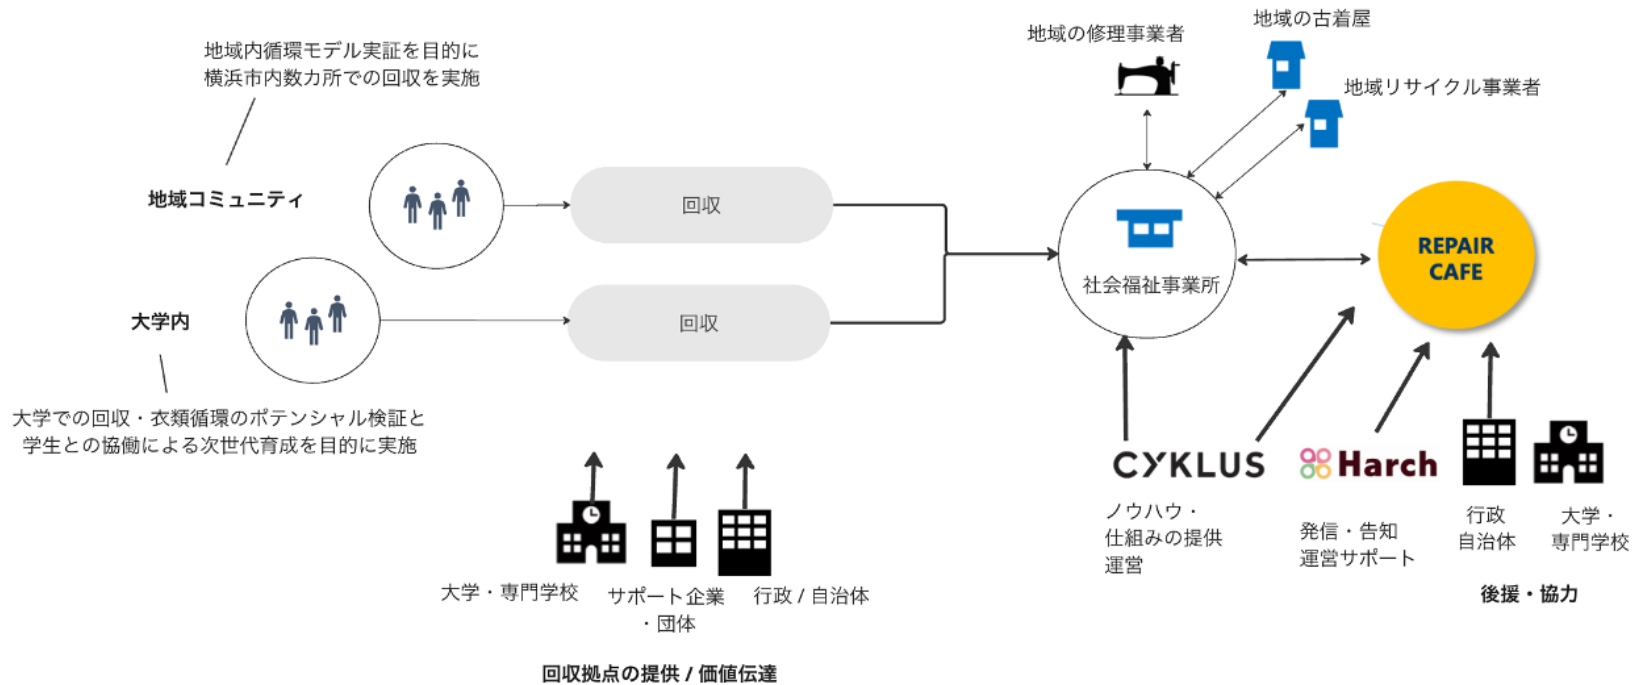 地域内循環モデル実証を目的に
横浜市内数カ所での回収を実施
地域コミュニティ
大学内
大学での回収・衣類循環のポテンシャル検証と
学生との協働による次世代育成を目的に実施
回収
回収
大学・専門学校
サポート企業
・団体
行政 / 自治体
回収拠点の提供 / 価値伝達
地域の修理事業者
地域の古着屋
地域リサイクル事業者
社会福祉事業所
REPAIR
CAFE
CYKLUS
ノウハウ・
仕組みの提供
運営
Harch
発信・告知
運営サポート
行政
自治体
大学・
専門学校
後援・協力